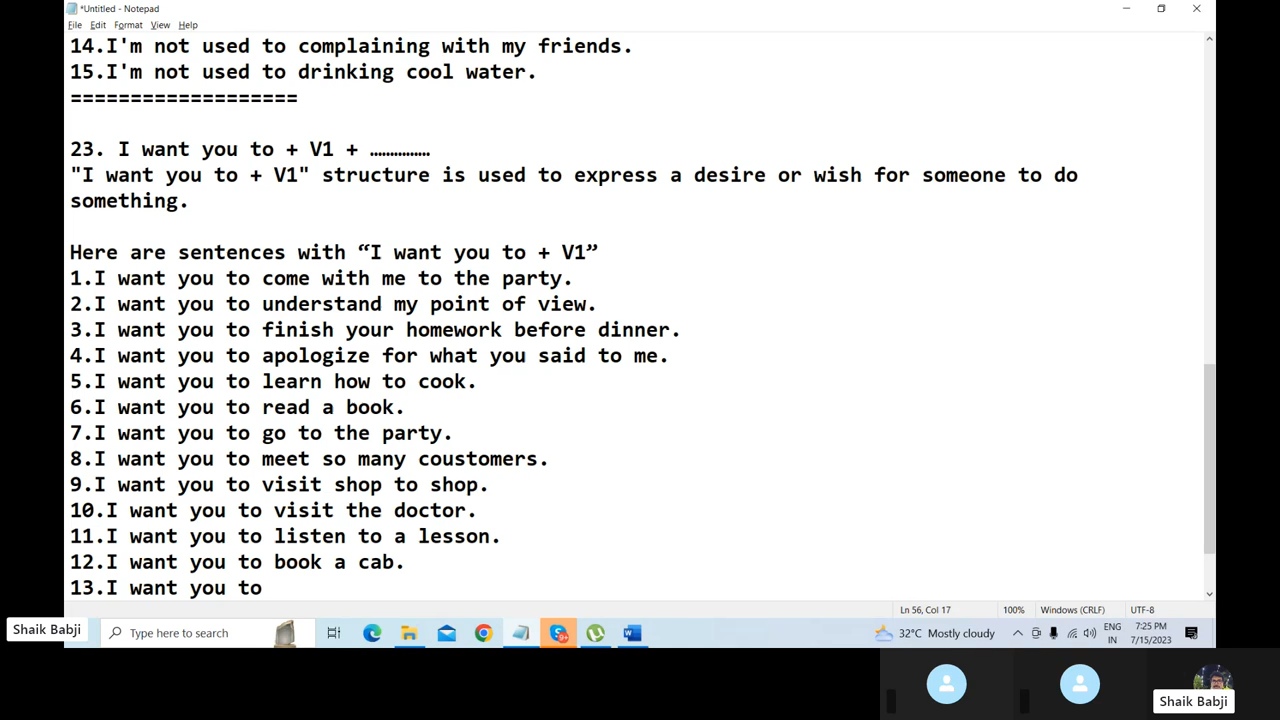 *Untitled - Notepad
File Edit Format View Help
14.I'm not used to complaining with my friends.
15.I'm not used to drinking cool water.
===================
23. I want you to + V1 + ……………
"I want you to + V1" structure is used to express a desire or wish for someone to do
something.
Here are sentences with “I want you to + V1”
1.I want you to come with me to the party.
2.I want you to understand my point of view.
3.I want you to finish your homework before dinner.
4.I want you to apologize for what you said to me.
5.I want you to learn how to cook.
6.I want you to read a book.
7.I want you to go to the party.
8.I want you to meet so many coustomers.
9.I want you to visit shop to shop.
10.I want you to visit the doctor.
11.I want you to listen to a lesson.
12.I want you to book a cab.
13.I want you to
Ln 56, Col 17 100% Windows (CRLF) UTF-8
Shaik Babji
Type here to search
32°C Mostly cloudy
ENG
IN
7:25 PM
7/15/2023
Shaik Babji